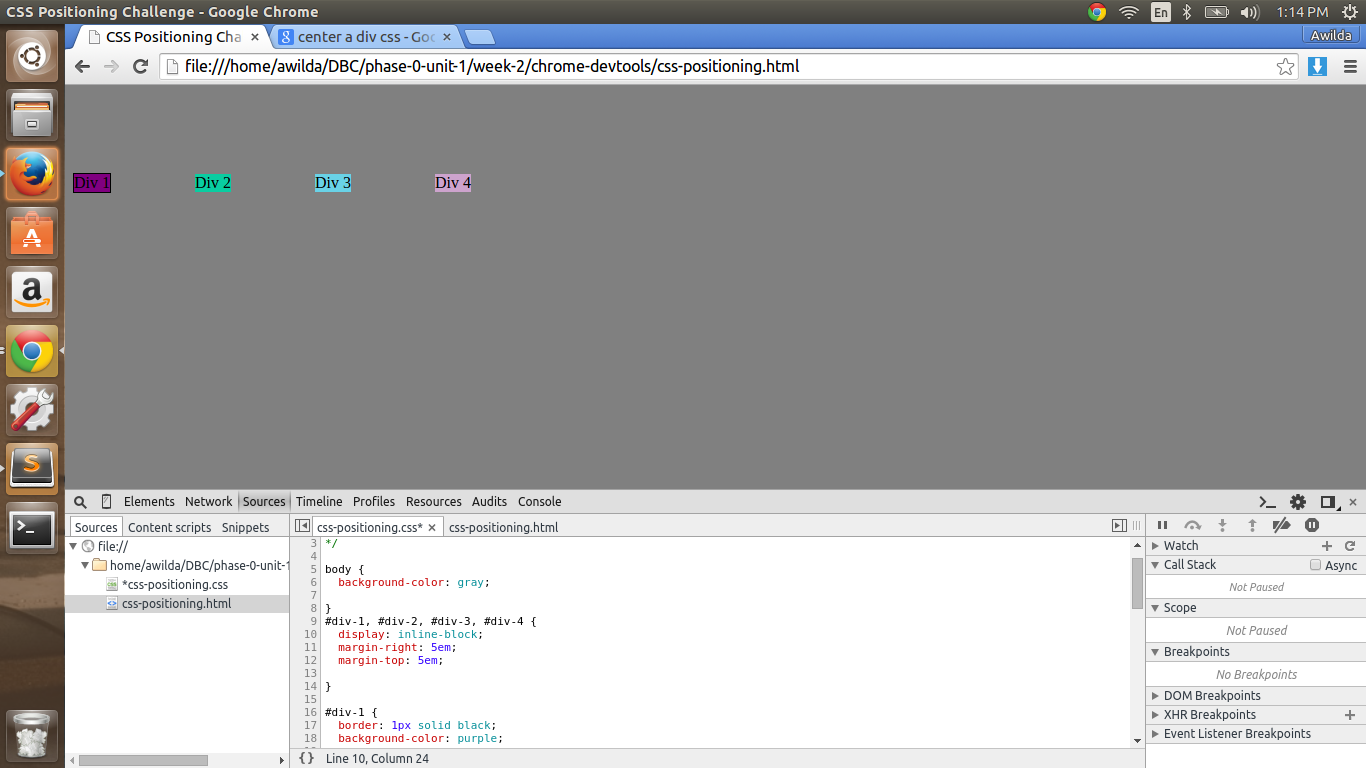 CSS Positioning Challenge - Google Chrome
En
1:14 PM
CSS Positioning Cha
center a div css - Goo
Awilda
file:///home/awilda/DBC/phase-0-unit-1/week-2/chrome-devtools/css-positioning.html
Div 1 Div 2 Div 3 Div 4
Elements Network Sources Timeline Profiles Resources Audits Console
Sources Content scripts Snippets
css-positioning.css* css-positioning.html
file://
home/awilda/DBC/phase-0-unit-1
*css-positioning.css
css-positioning.html
3 */
4
5 body {
6 background-color: gray;
7
8 }
9 #div-1, #div-2, #div-3, #div-4 {
10 display: inline-block;
11 margin-right: 5em;
12 margin-top: 5em;
13
14 }
15
16 #div-1 {
17 border: 1px solid black;
18 background-color: purple;
{} Line 10, Column 24
Watch
Call Stack Async
Not Paused
Scope
Not Paused
Breakpoints
No Breakpoints
DOM Breakpoints
XHR Breakpoints
Event Listener Breakpoints